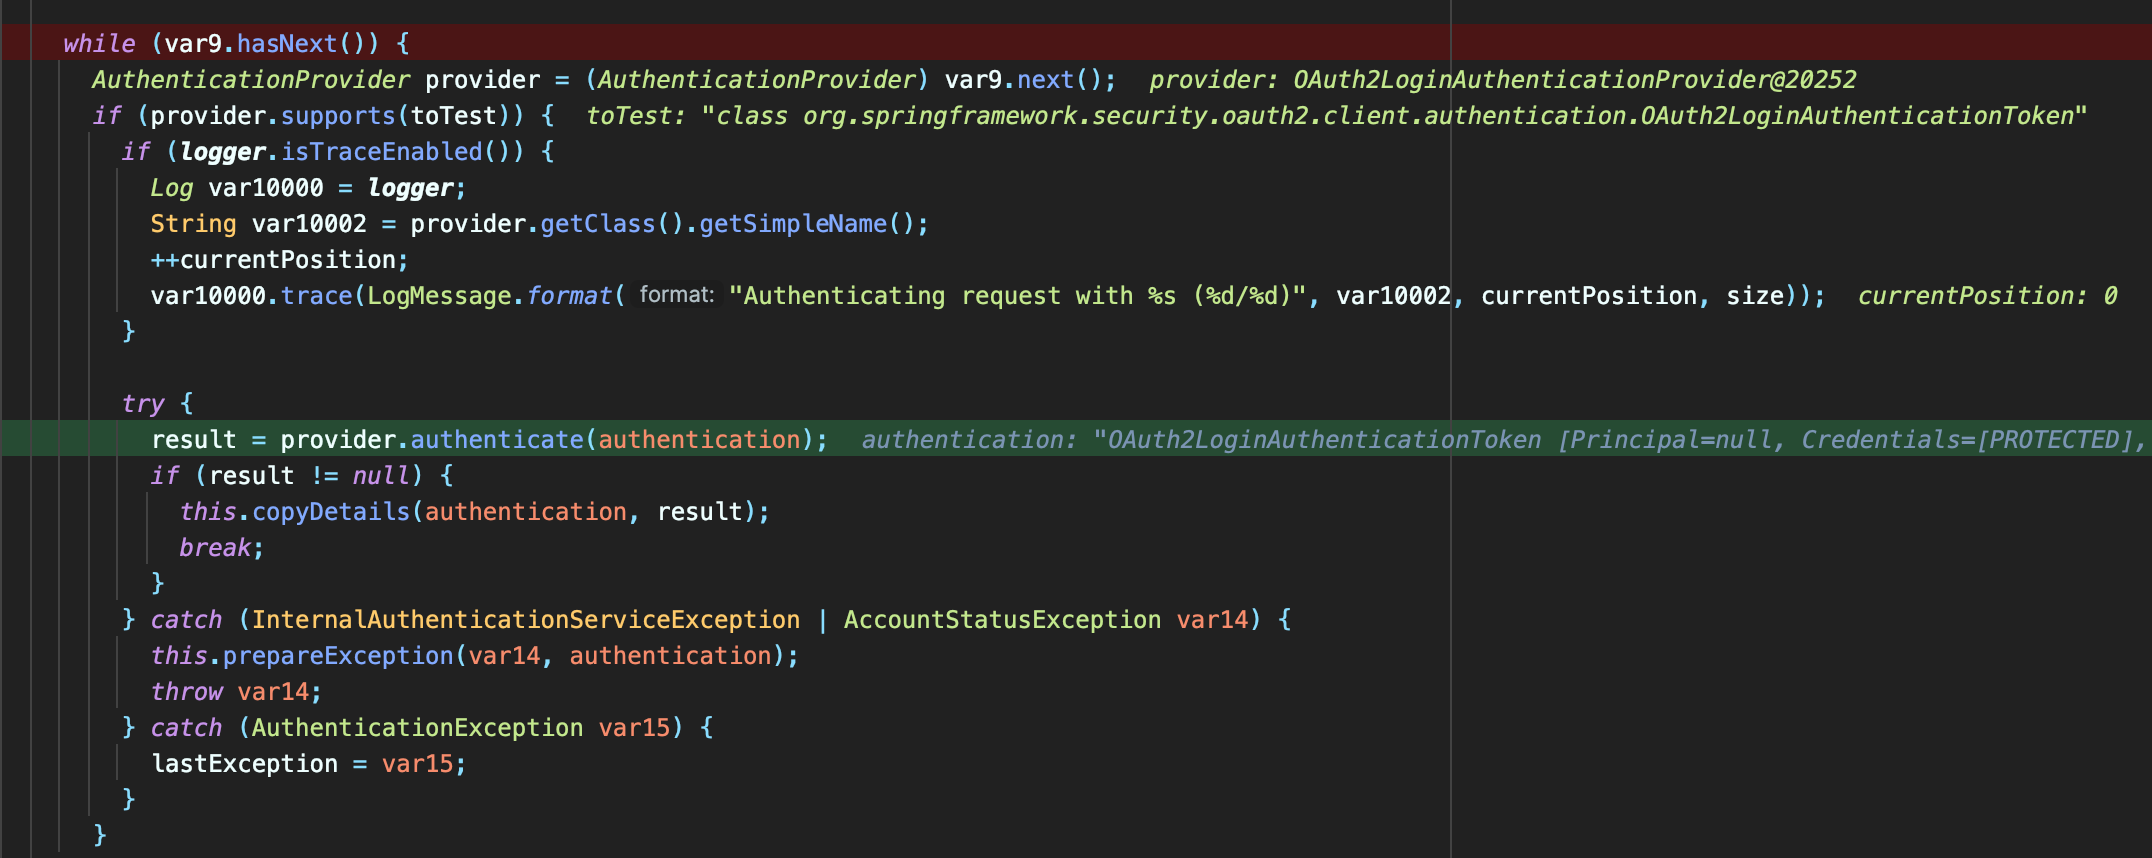 while (var9.hasNext()) {
AuthenticationProvider provider = (AuthenticationProvider) var9.next();  provider: OAuth2LoginAuthenticationProvider@20252
if (provider.supports(toTest)) {  toTest: "class org.springframework.security.oauth2.client.authentication.OAuth2LoginAuthenticationToken"
if (logger.isTraceEnabled()) {
Log var10000 = logger;
String var10002 = provider.getClass().getSimpleName();
++currentPosition;
var10000.trace(LogMessage.format( format: "Authenticating request with %s (%d/%d)", var10002, currentPosition, size));  currentPosition: 0
}
try {
result = provider.authenticate(authentication);  authentication: "OAuth2LoginAuthenticationToken [Principal=null, Credentials=[PROTECTED],
if (result != null) {
this.copyDetails(authentication, result);
break;
}
} catch (InternalAuthenticationServiceException | AccountStatusException var14) {
this.prepareException(var14, authentication);
throw var14;
} catch (AuthenticationException var15) {
lastException = var15;
}
}